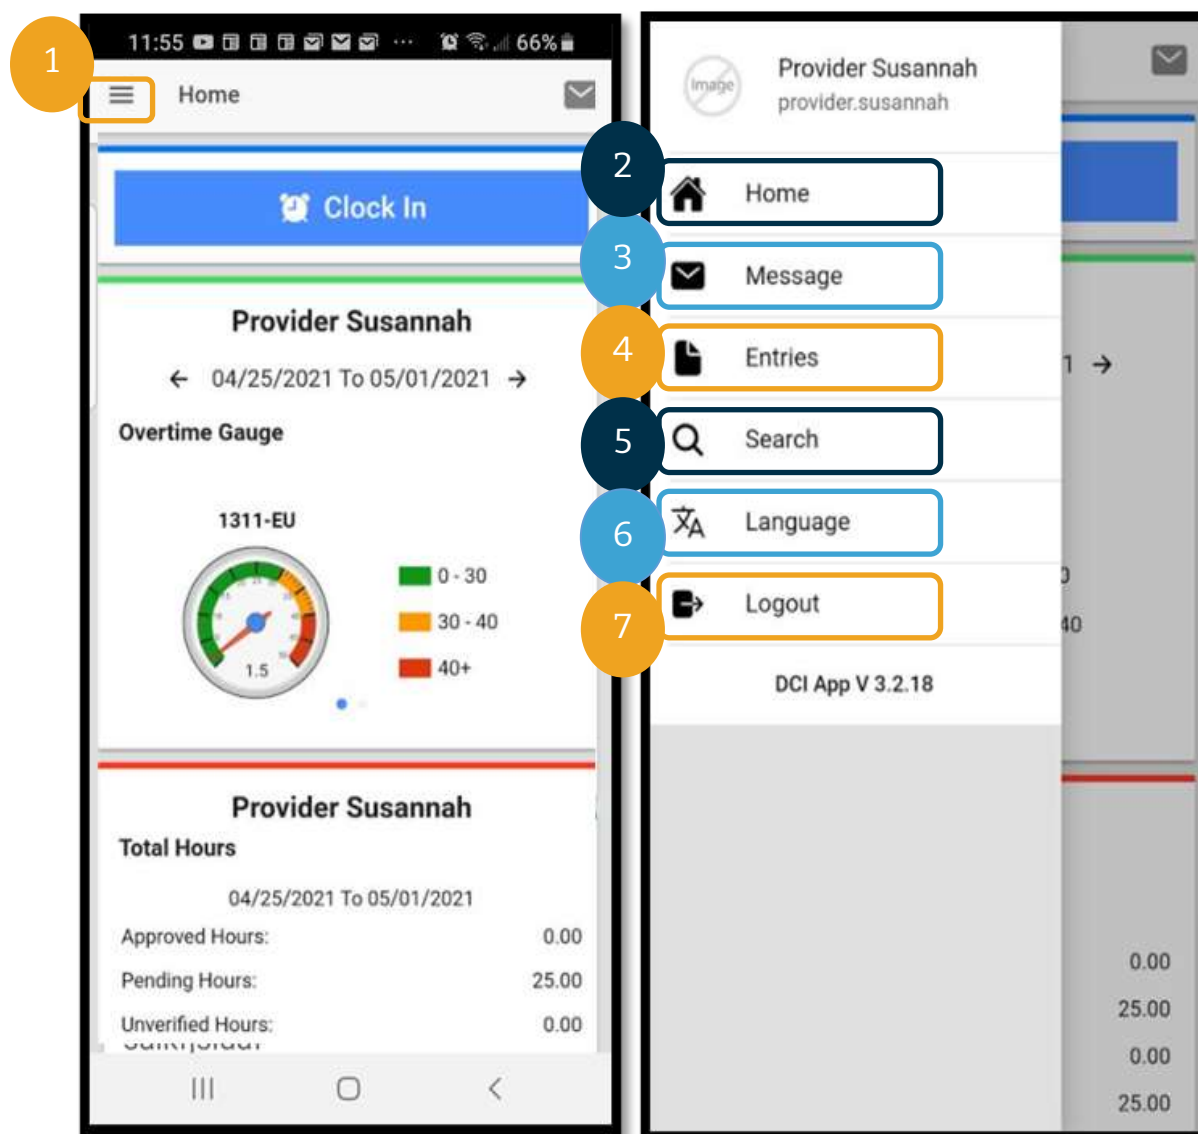 1
11:55 ... 66%
Home
Clock In
Provider Susannah
← 04/25/2021 To 05/01/2021 →
Overtime Gauge
1311-EU
0 - 30
30 - 40
40+
1.5
Provider Susannah
Total Hours
04/25/2021 To 05/01/2021
Approved Hours: 0.00
Pending Hours: 25.00
Unverified Hours: 0.00
Image
Provider Susannah
provider.susannah
2 Home
3 Message
4 Entries
5 Search
6 Language
7 Logout
DCI App V 3.2.18
1 →
40
0.00
25.00
0.00
25.00